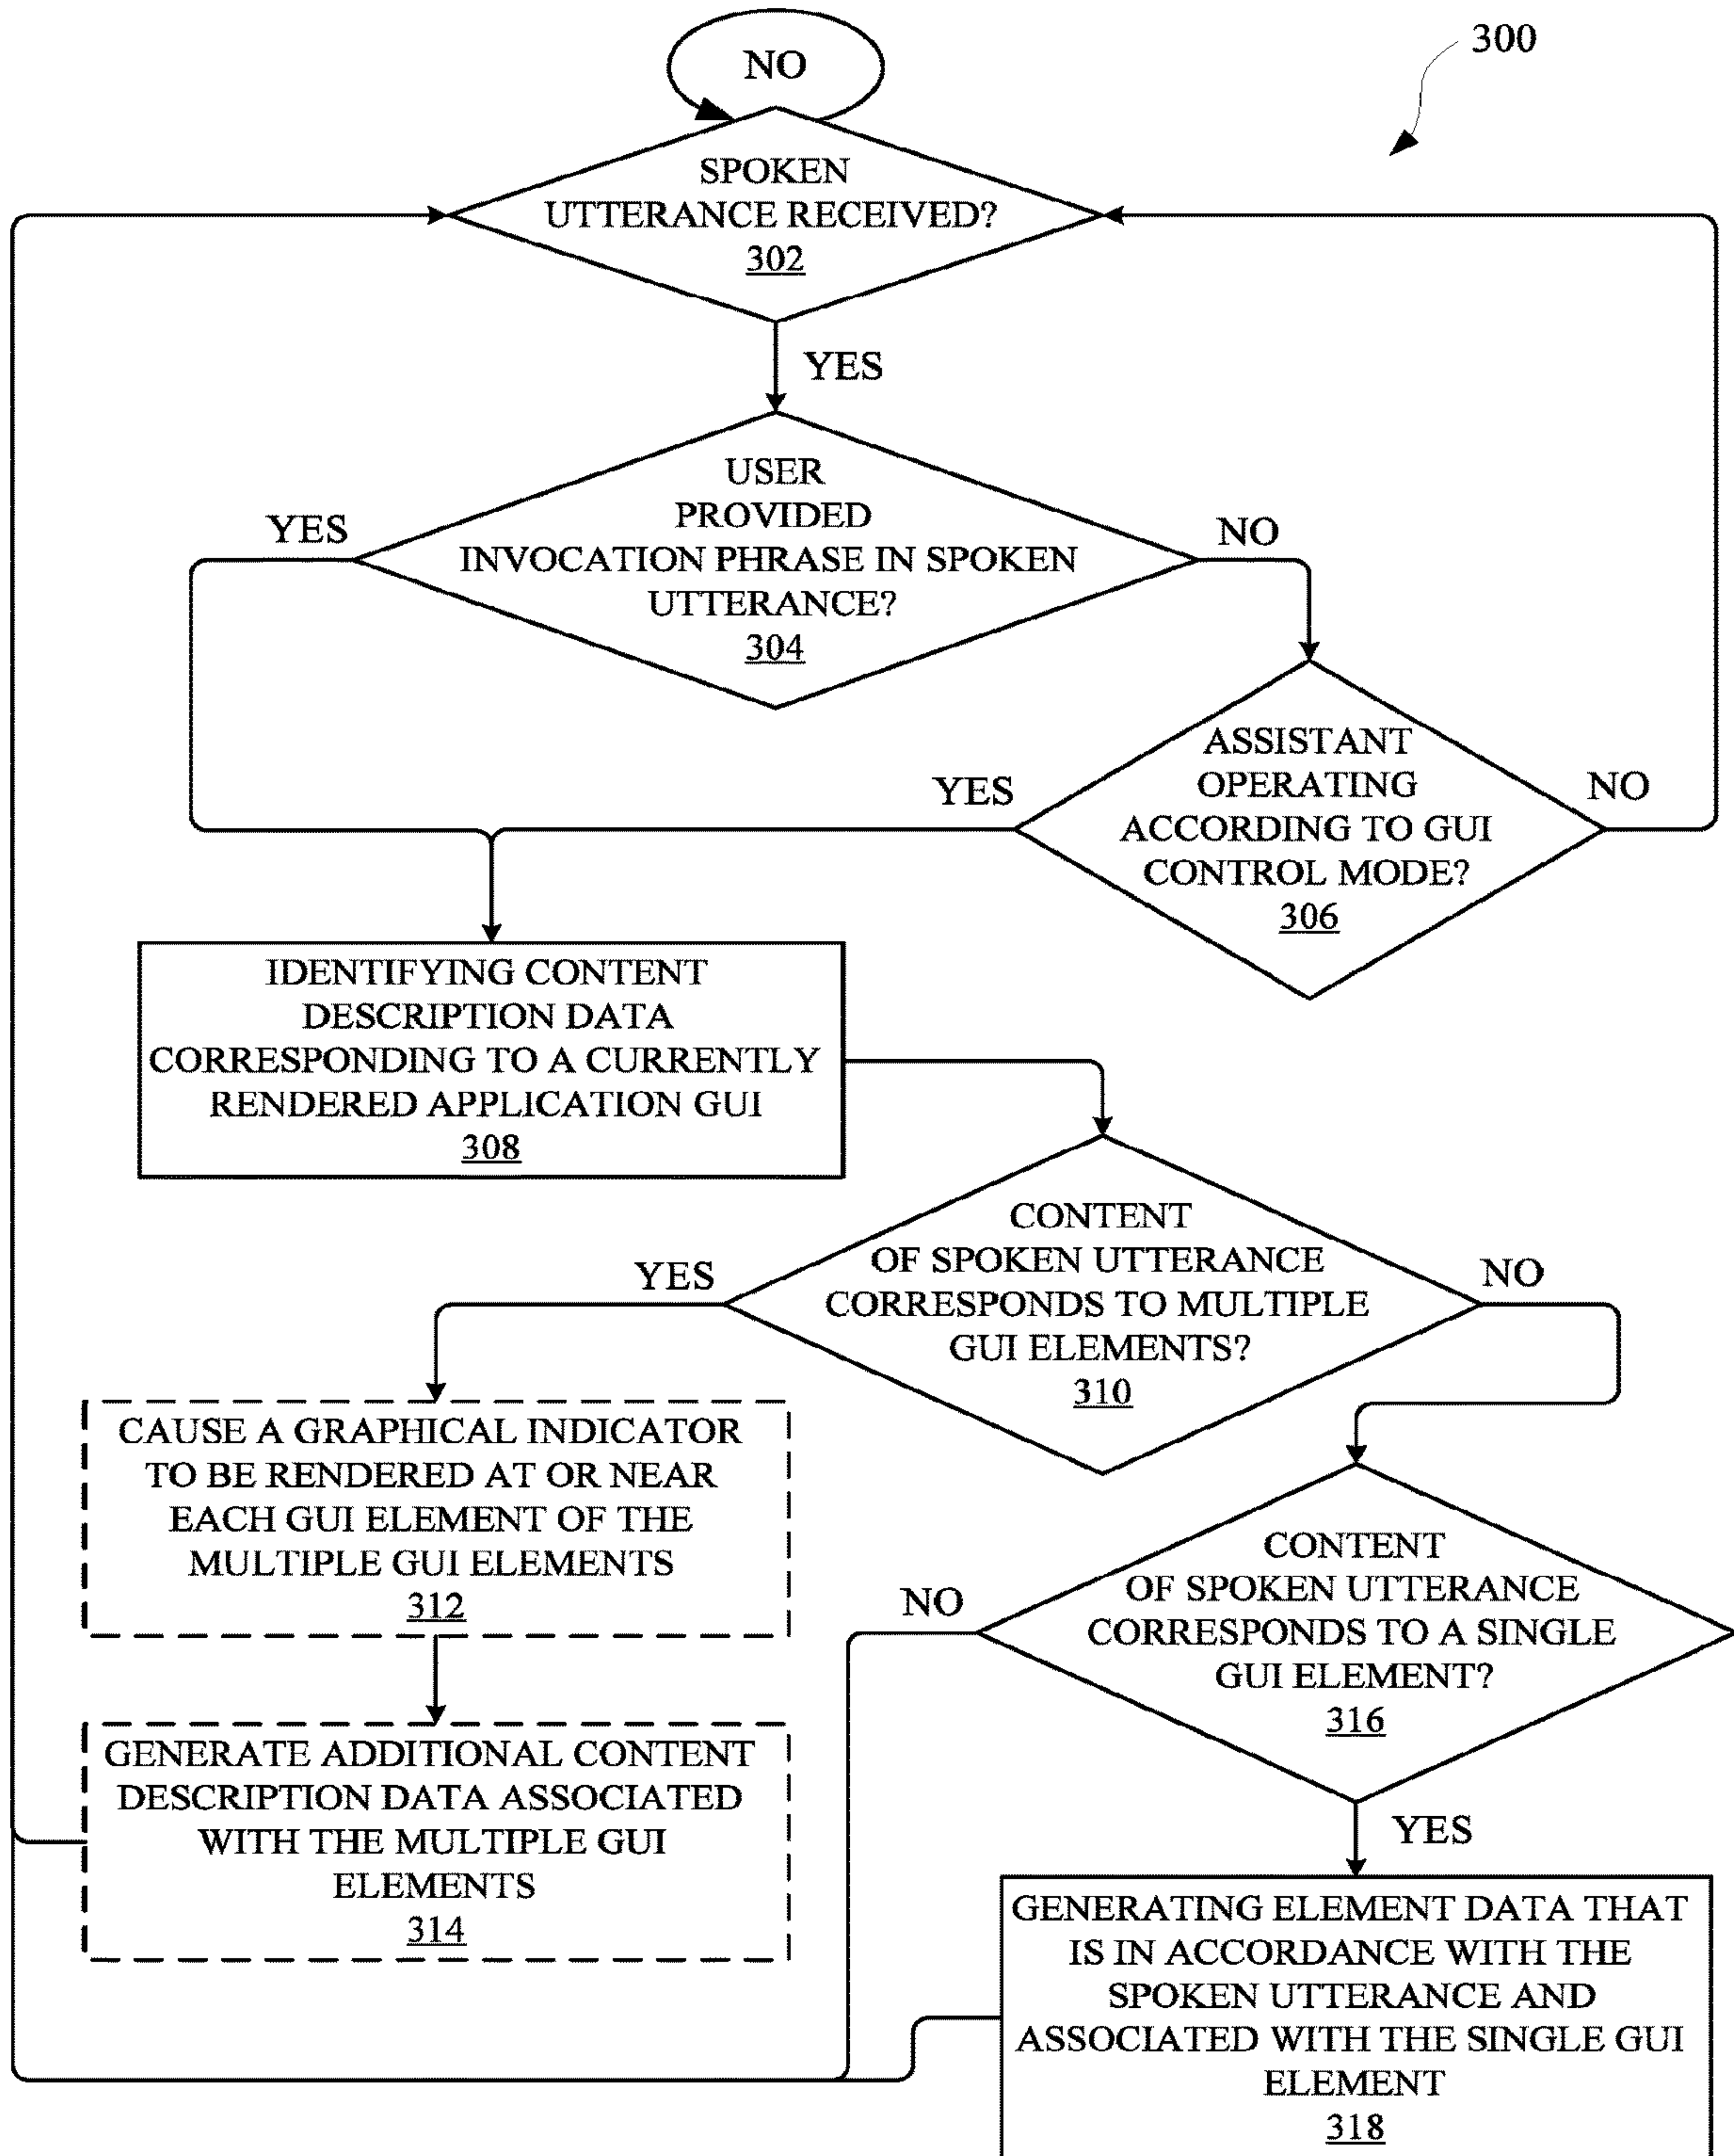 NO
300
SPOKEN
UTTERANCE RECEIVED?
302
YES
USER
PROVIDED
INVOCATION PHRASE IN SPOKEN
UTTERANCE?
304
YES
NO
ASSISTANT
OPERATING
ACCORDING TO GUI
CONTROL MODE?
306
YES
NO
IDENTIFYING CONTENT
DESCRIPTION DATA
CORRESPONDING TO A CURRENTLY
RENDERED APPLICATION GUI
308
CONTENT
OF SPOKEN UTTERANCE
CORRESPONDS TO MULTIPLE
GUI ELEMENTS?
310
YES
NO
CAUSE A GRAPHICAL INDICATOR
TO BE RENDERED AT OR NEAR
EACH GUI ELEMENT OF THE
MULTIPLE GUI ELEMENTS
312
GENERATE ADDITIONAL CONTENT
DESCRIPTION DATA ASSOCIATED
WITH THE MULTIPLE GUI
ELEMENTS
314
CONTENT
OF SPOKEN UTTERANCE
CORRESPONDS TO A SINGLE
GUI ELEMENT?
316
NO
YES
GENERATING ELEMENT DATA THAT
IS IN ACCORDANCE WITH THE
SPOKEN UTTERANCE AND
ASSOCIATED WITH THE SINGLE GUI
ELEMENT
318